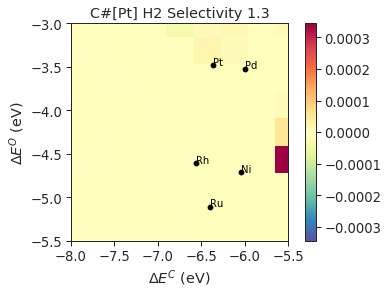 C#[Pt] H2 Selectivity 1.3
−3.0
−3.5
−4.0
−4.5
−5.0
−5.5
ΔE^O (eV)
Pt
Pd
Rh
Ni
Ru
−8.0 −7.5 −7.0 −6.5 −6.0 −5.5
ΔE^C (eV)
0.0003
0.0002
0.0001
0.0000
−0.0001
−0.0002
−0.0003